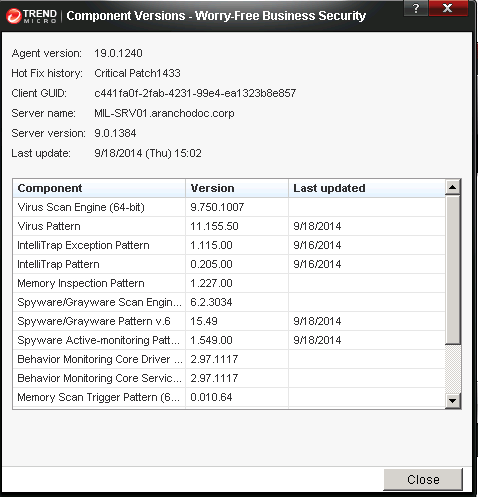 TREND MICRO Component Versions - Worry-Free Business Security ? X
Agent version: 19.0.1240
Hot Fix history: Critical Patch1433
Client GUID: c441fa0f-2fab-4231-99e4-ea1323b8e857
Server name: MIL-SRV01.aranchodoc.corp
Server version: 9.0.1384
Last update: 9/18/2014 (Thu) 15:02
Component Version Last updated
Virus Scan Engine (64-bit) 9.750.1007
Virus Pattern 11.155.50 9/18/2014
IntelliTrap Exception Pattern 1.115.00 9/16/2014
IntelliTrap Pattern 0.205.00 9/16/2014
Memory Inspection Pattern 1.227.00
Spyware/Grayware Scan Engin... 6.2.3034
Spyware/Grayware Pattern v.6 15.49 9/18/2014
Spyware Active-monitoring Patt... 1.549.00 9/18/2014
Behavior Monitoring Core Driver ... 2.97.1117
Behavior Monitoring Core Servic... 2.97.1117
Memory Scan Trigger Pattern (6... 0.010.64
Close